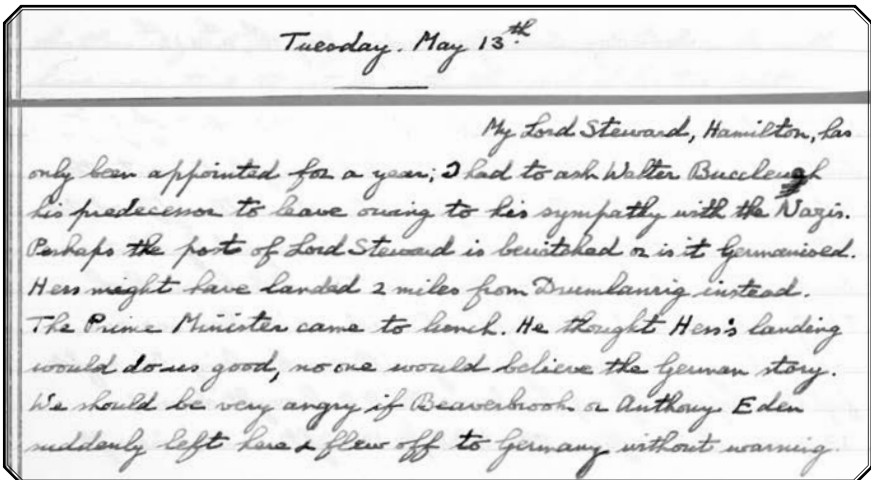 Tuesday. May 13th.
My Lord Steward, Hamilton, has
only been appointed for a year; I had to ask Walter Buccleugh
his predecessor to leave owing to his sympathy with the Nazis.
Perhaps the post of Lord Steward is bewitched or is it Germanised.
Hess might have landed 2 miles from Drumlanrig instead.
The Prime Minister came to lunch. He thought Hess's landing
would do us good, no one would believe the German story.
We should be very angry if Beaverbrook or Anthony Eden
suddenly left here & flew off to Germany without warning.